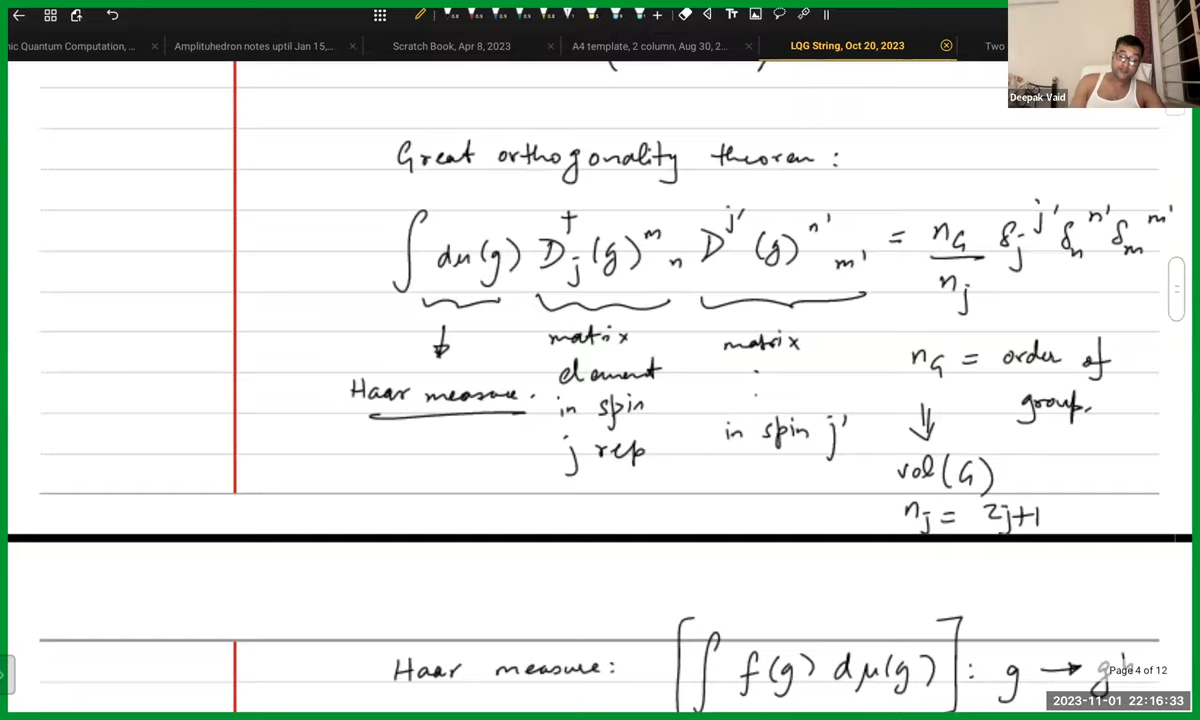 nic Quantum Computation, ...
Amplituhedron notes uptil Jan 15,...
Scratch Book, Apr 8, 2023
A4 template, 2 column, Aug 30, 2...
LQG String, Oct 20, 2023
Two
Deepak Vaid
Great orthogonality theorem :
∫ dμ(g) D†_j(g)^m_n D^j'(g)^n'_m' = n_G/n_j δ_j^j' δ_n^n' δ_m^m'
Haar measure.
matrix element in spin j rep
matrix . . in spin j'
n_G = order of group.
⇓
vol(G)
n_j = 2j+1
Haar measure: [∫ f(g) dμ(g)] : g → g'
Page 4 of 12
2023-11-01 22:16:33